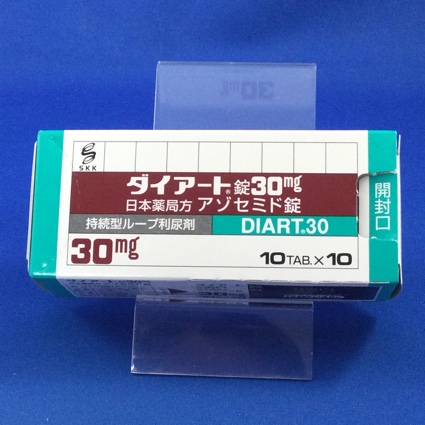 SKK
ダイアート®錠30mg
日本薬局方 アゾセミド錠
持続型ループ利尿剤 DIART®30
30mg
10TAB.×10
開封口